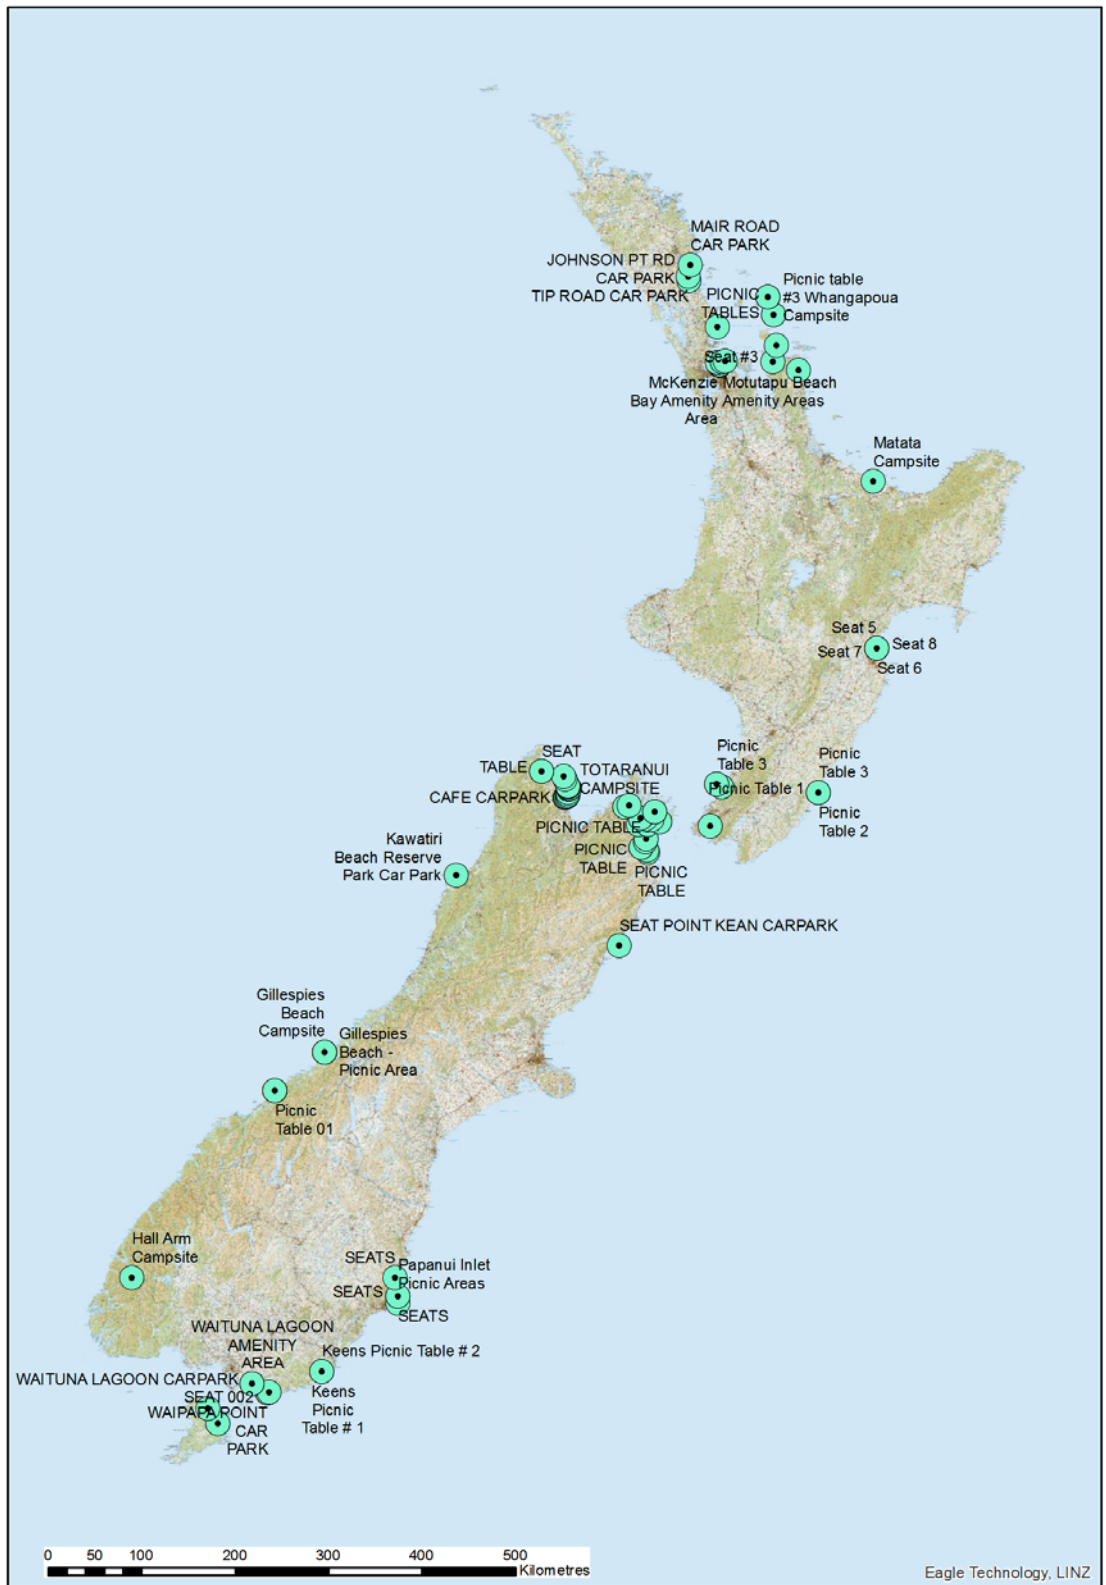 MAIR ROAD
CAR PARK
JOHNSON PT RD
CAR PARK
TIP ROAD CAR PARK
PICNIC
TABLES
Picnic table
#3 Whangapoua
Campsite
Seat #3
McKenzie
Bay Amenity
Area
Motutapu Beach
Amenity Areas
Matata
Campsite
Seat 5
Seat 7
Seat 8
Seat 6
Picnic
Table 3
Picnic Table 1
Picnic
Table 3
Picnic
Table 2
SEAT
TABLE
TOTARANUI
CAMPSITE
CAFE CARPARK
PICNIC TABLE
PICNIC
TABLE
PICNIC
TABLE
Kawatiri
Beach Reserve
Park Car Park
SEAT POINT KEAN CARPARK
Gillespies
Beach
Campsite
Gillespies
Beach -
Picnic Area
Picnic
Table 01
Hall Arm
Campsite
SEATS
Papanui Inlet
Picnic Areas
SEATS
SEATS
WAITUNA LAGOON
AMENITY
AREA
Keens Picnic Table # 2
WAITUNA LAGOON CARPARK
SEAT 002
Keens
Picnic
Table # 1
WAIPAPA POINT
CAR
PARK
0 50 100 200 300 400 500
Kilometres
Eagle Technology, LINZ